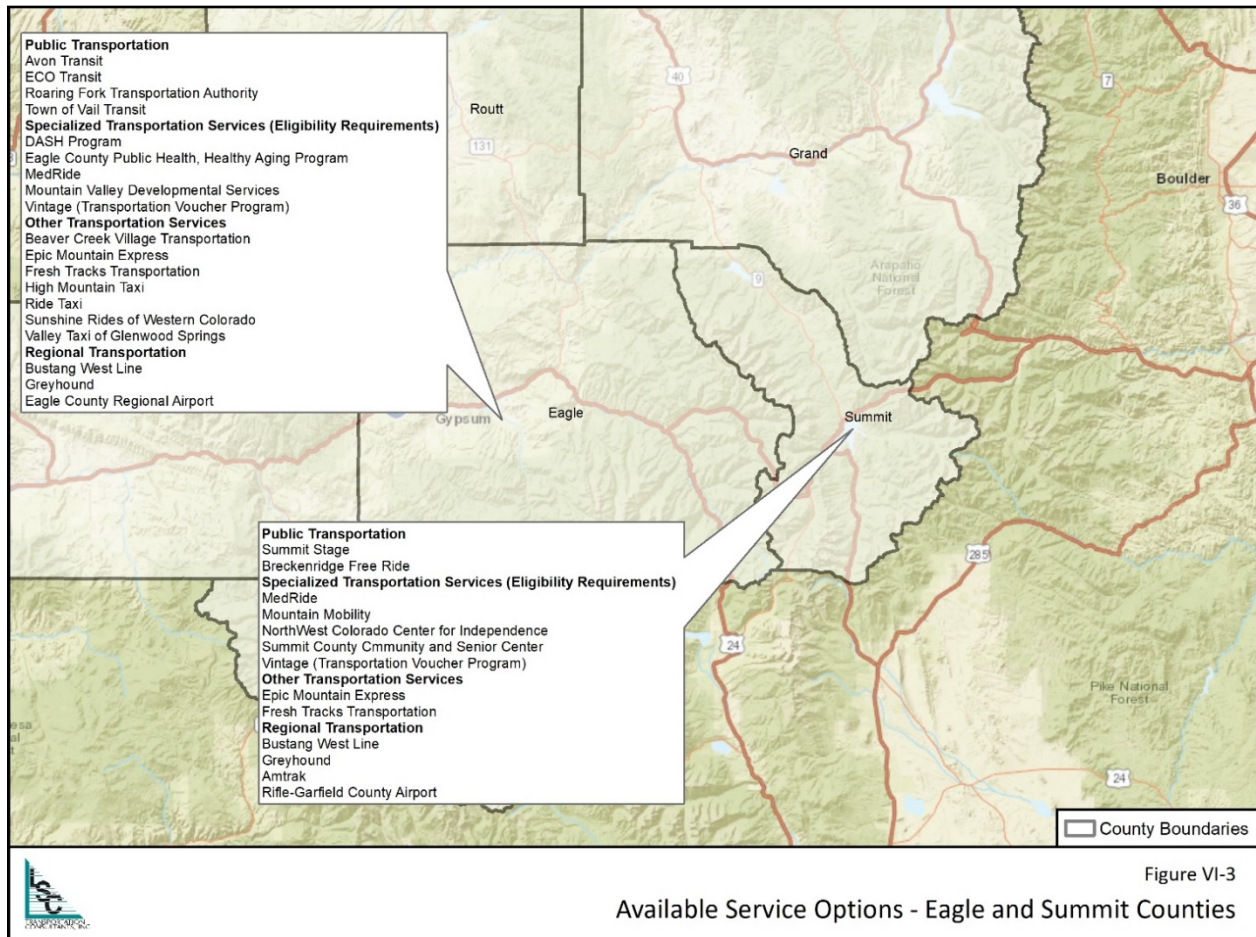 Public Transportation
Avon Transit
ECO Transit
Roaring Fork Transportation Authority
Town of Vail Transit
Specialized Transportation Services (Eligibility Requirements)
DASH Program
Eagle County Public Health, Healthy Aging Program
MedRide
Mountain Valley Developmental Services
Vintage (Transportation Voucher Program)
Other Transportation Services
Beaver Creek Village Transportation
Epic Mountain Express
Fresh Tracks Transportation
High Mountain Taxi
Ride Taxi
Sunshine Rides of Western Colorado
Valley Taxi of Glenwood Springs
Regional Transportation
Bustang West Line
Greyhound
Eagle County Regional Airport
40
7
Routt
131
Grand
Boulder
36
9
Arapaho
National
Forest
Gypsum
Eagle
Summit
Public Transportation
Summit Stage
Breckenridge Free Ride
Specialized Transportation Services (Eligibility Requirements)
MedRide
Mountain Mobility
NorthWest Colorado Center for Independence
Summit County Cmmunity and Senior Center
Vintage (Transportation Voucher Program)
Other Transportation Services
Epic Mountain Express
Fresh Tracks Transportation
Regional Transportation
Bustang West Line
Greyhound
Amtrak
Rifle-Garfield County Airport
285
24
Pike National
Forest
24
County Boundaries
LSC
TRANSPORTATION
CONSULTANTS, INC.
Figure VI-3
Available Service Options - Eagle and Summit Counties